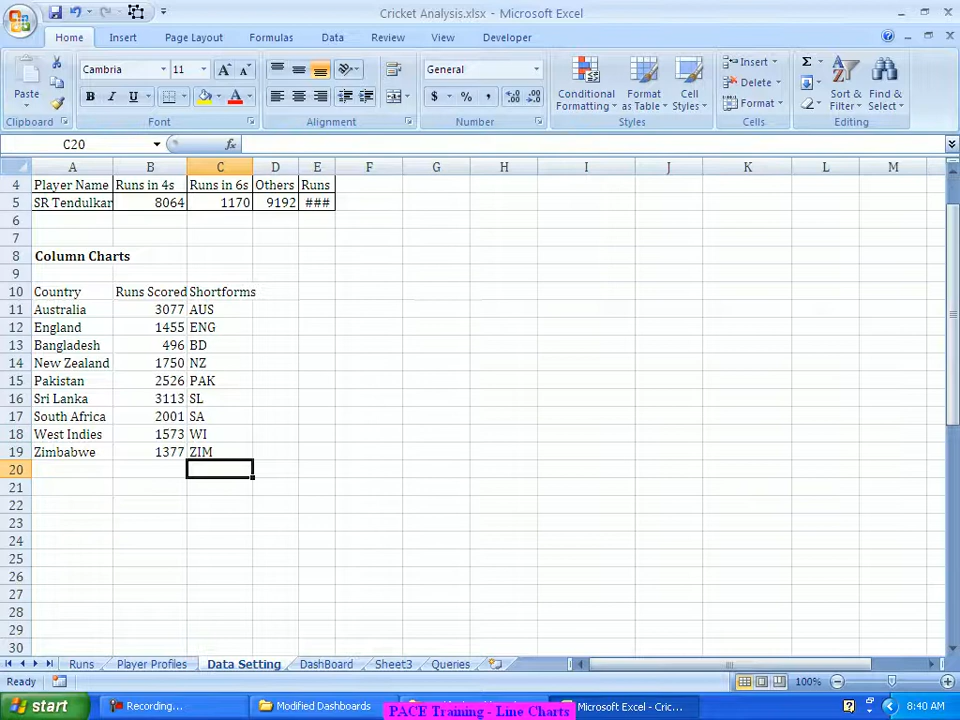 Cricket Analysis.xlsx - Microsoft Excel
Home Insert Page Layout Formulas Data Review View Developer
Cambria 11 General
Paste B I U $ % , Conditional Formatting Format as Table Cell Styles Insert Delete Format Σ Sort & Filter Find & Select
Clipboard Font Alignment Number Styles Cells Editing
C20 fx
A B C D E F G H I J K L M
4 Player Name Runs in 4s Runs in 6s Others Runs
5 SR Tendulkar 8064 1170 9192 ###
6
7
8 Column Charts
9
10 Country Runs Scored Shortforms
11 Australia 3077 AUS
12 England 1455 ENG
13 Bangladesh 496 BD
14 New Zealand 1750 NZ
15 Pakistan 2526 PAK
16 Sri Lanka 3113 SL
17 South Africa 2001 SA
18 West Indies 1573 WI
19 Zimbabwe 1377 ZIM
20
21
22
23
24
25
26
27
28
29
30
Runs Player Profiles Data Setting DashBoard Sheet3 Queries
Ready 100%
start Recording... Modified Dashboards Microsoft Excel - Cric... 8:40 AM
PACE Training - Line Charts